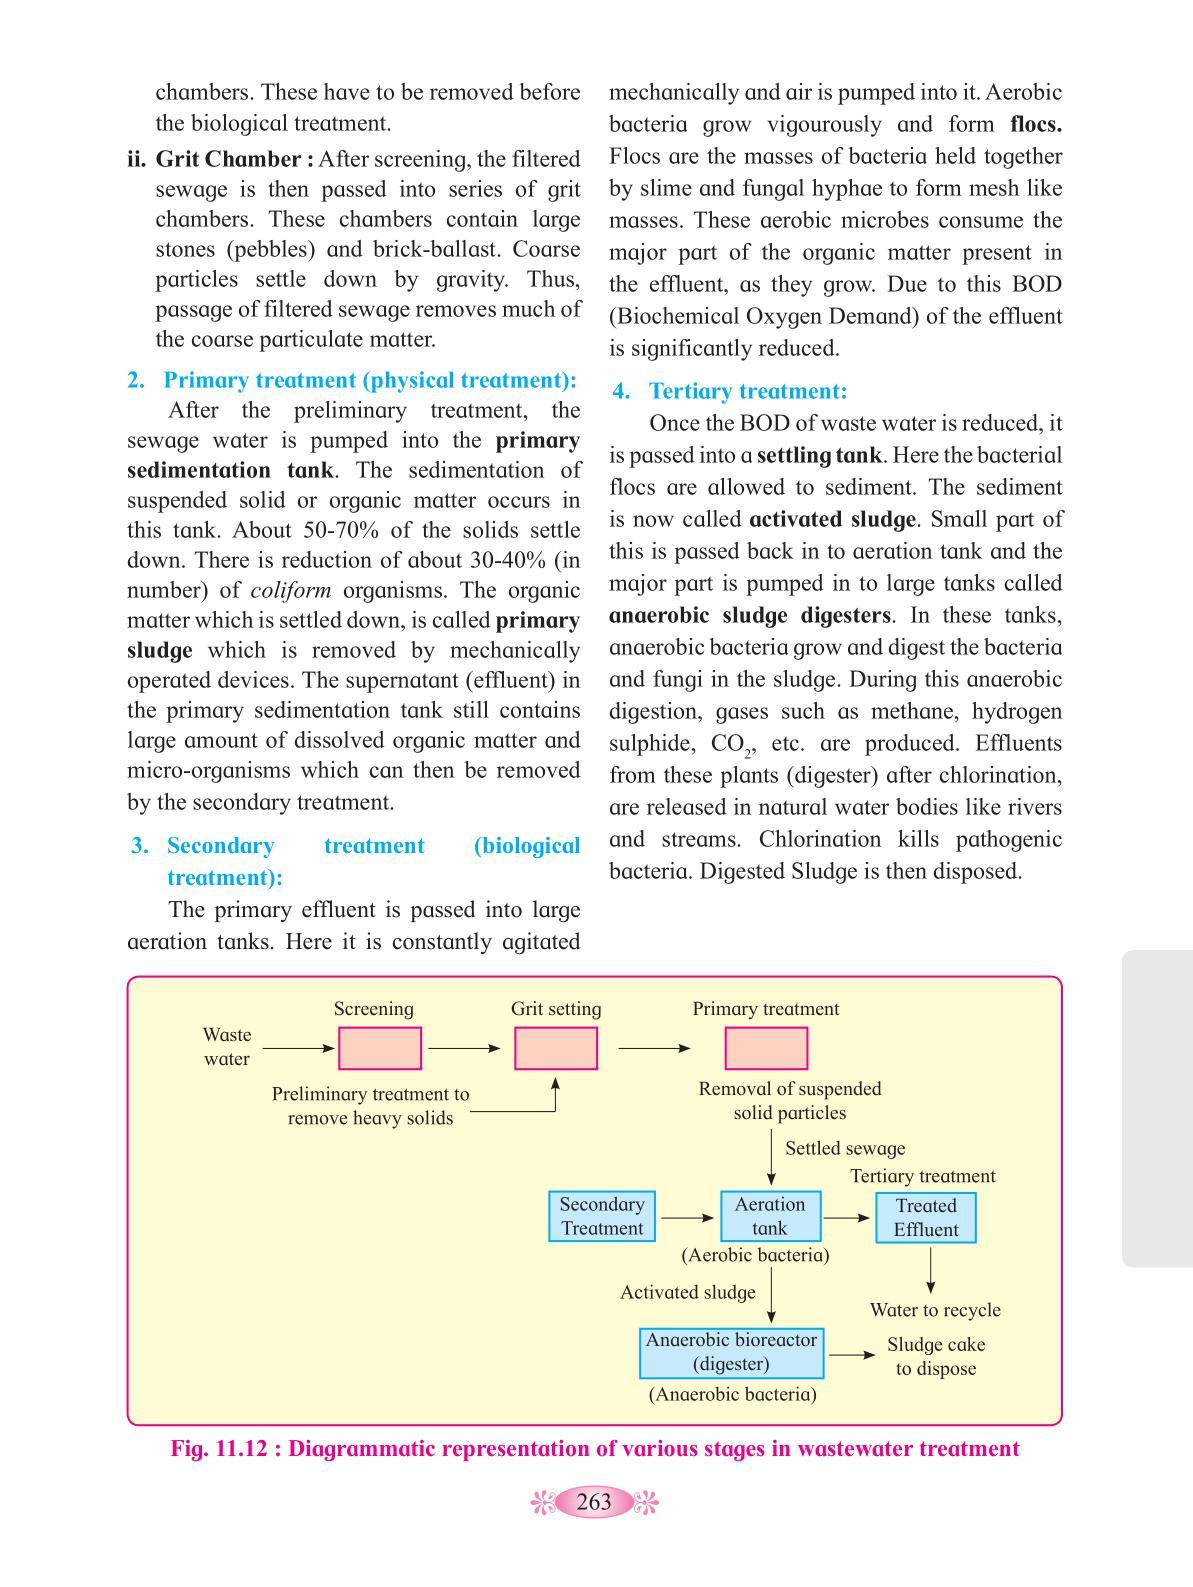 chambers. These have to be removed before
the biological treatment.
ii. Grit Chamber : After screening, the filtered
sewage is then passed into series of grit
chambers. These chambers contain large
stones (pebbles) and brick-ballast. Coarse
particles settle down by gravity. Thus,
passage of filtered sewage removes much of
the coarse particulate matter.
2. Primary treatment (physical treatment):
After the preliminary treatment, the
sewage water is pumped into the primary
sedimentation tank. The sedimentation of
suspended solid or organic matter occurs in
this tank. About 50-70% of the solids settle
down. There is reduction of about 30-40% (in
number) of coliform organisms. The organic
matter which is settled down, is called primary
sludge which is removed by mechanically
operated devices. The supernatant (effluent) in
the primary sedimentation tank still contains
large amount of dissolved organic matter and
micro-organisms which can then be removed
by the secondary treatment.
3. Secondary treatment (biological
treatment):
The primary effluent is passed into large
aeration tanks. Here it is constantly agitated
mechanically and air is pumped into it. Aerobic
bacteria grow vigourously and form flocs.
Flocs are the masses of bacteria held together
by slime and fungal hyphae to form mesh like
masses. These aerobic microbes consume the
major part of the organic matter present in
the effluent, as they grow. Due to this BOD
(Biochemical Oxygen Demand) of the effluent
is significantly reduced.
4. Tertiary treatment:
Once the BOD of waste water is reduced, it
is passed into a settling tank. Here the bacterial
flocs are allowed to sediment. The sediment
is now called activated sludge. Small part of
this is passed back in to aeration tank and the
major part is pumped in to large tanks called
anaerobic sludge digesters. In these tanks,
anaerobic bacteria grow and digest the bacteria
and fungi in the sludge. During this anaerobic
digestion, gases such as methane, hydrogen
sulphide, CO₂, etc. are produced. Effluents
from these plants (digester) after chlorination,
are released in natural water bodies like rivers
and streams. Chlorination kills pathogenic
bacteria. Digested Sludge is then disposed.
Screening
Grit setting
Primary treatment
Waste
water
Preliminary treatment to
remove heavy solids
Removal of suspended
solid particles
Settled sewage
Tertiary treatment
Secondary
Treatment
Aeration
tank
Treated
Effluent
(Aerobic bacteria)
Activated sludge
Water to recycle
Anaerobic bioreactor
(digester)
Sludge cake
to dispose
(Anaerobic bacteria)
Fig. 11.12 : Diagrammatic representation of various stages in wastewater treatment
263